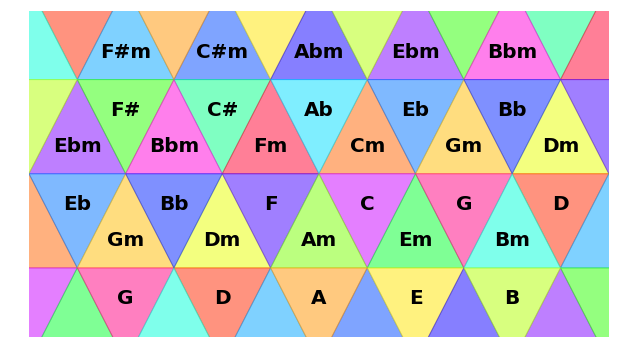 F#m C#m Abm Ebm Bbm
F# C# Ab Eb Bb
Ebm Bbm Fm Cm Gm Dm
Eb Bb F C G D
Gm Dm Am Em Bm
G D A E B